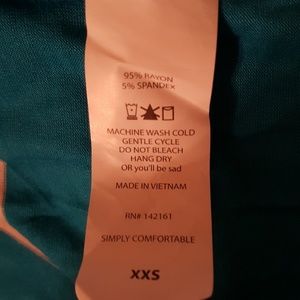 95% RAYON
5% SPANDEX
MACHINE WASH COLD
GENTLE CYCLE
DO NOT BLEACH
HANG DRY
OR you'll be sad
MADE IN VIETNAM
RN# 142161
SIMPLY COMFORTABLE
XXS